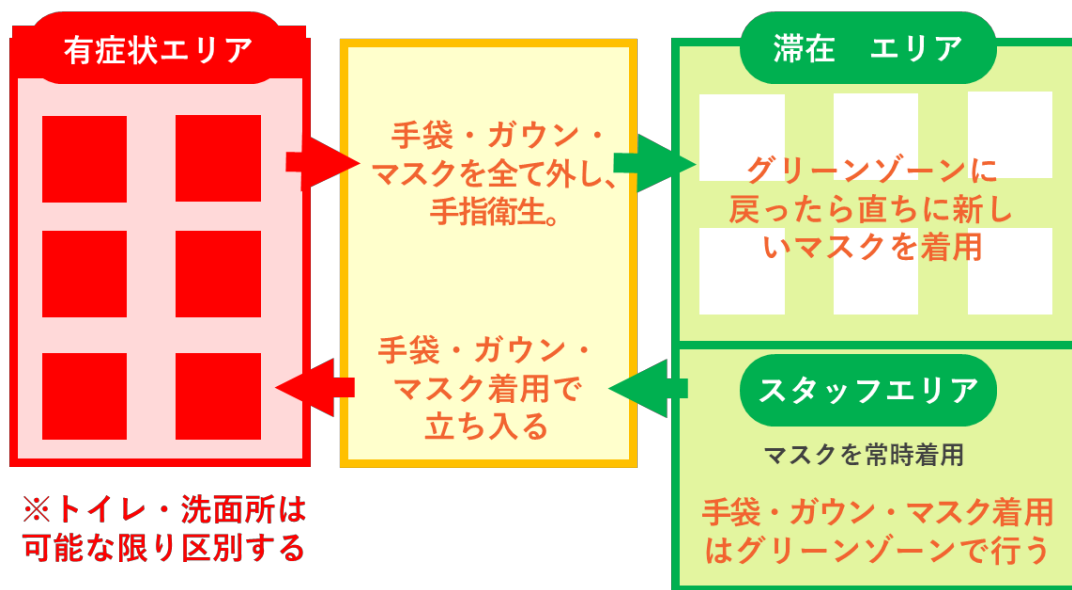 有症状エリア
手袋・ガウン・
マスクを全て外し、
手指衛生。
滞在　エリア
グリーンゾーンに
戻ったら直ちに新し
いマスクを着用
手袋・ガウン・
マスク着用で
立ち入る
スタッフエリア
マスクを常時着用
手袋・ガウン・マスク着用
はグリーンゾーンで行う
※トイレ・洗面所は
可能な限り区別する